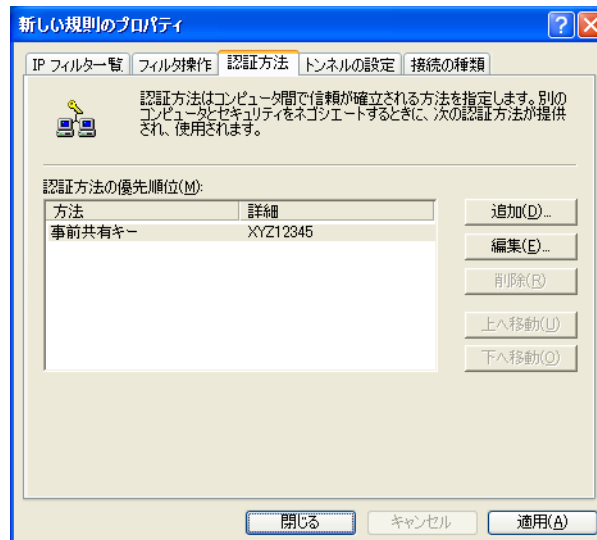 新しい規則のプロパティ
IP フィルタ一覧 フィルタ操作 認証方法 トンネルの設定 接続の種類
認証方法はコンピュータ間で信頼が確立される方法を指定します。別の
コンピュータとセキュリティをネゴシエートするときに、次の認証方法が提供
され、使用されます。
認証方法の優先順位(M):
方法 詳細
事前共有キー XYZ12345
追加(D)...
編集(E)...
削除(R)
上へ移動(U)
下へ移動(O)
閉じる キャンセル 適用(A)